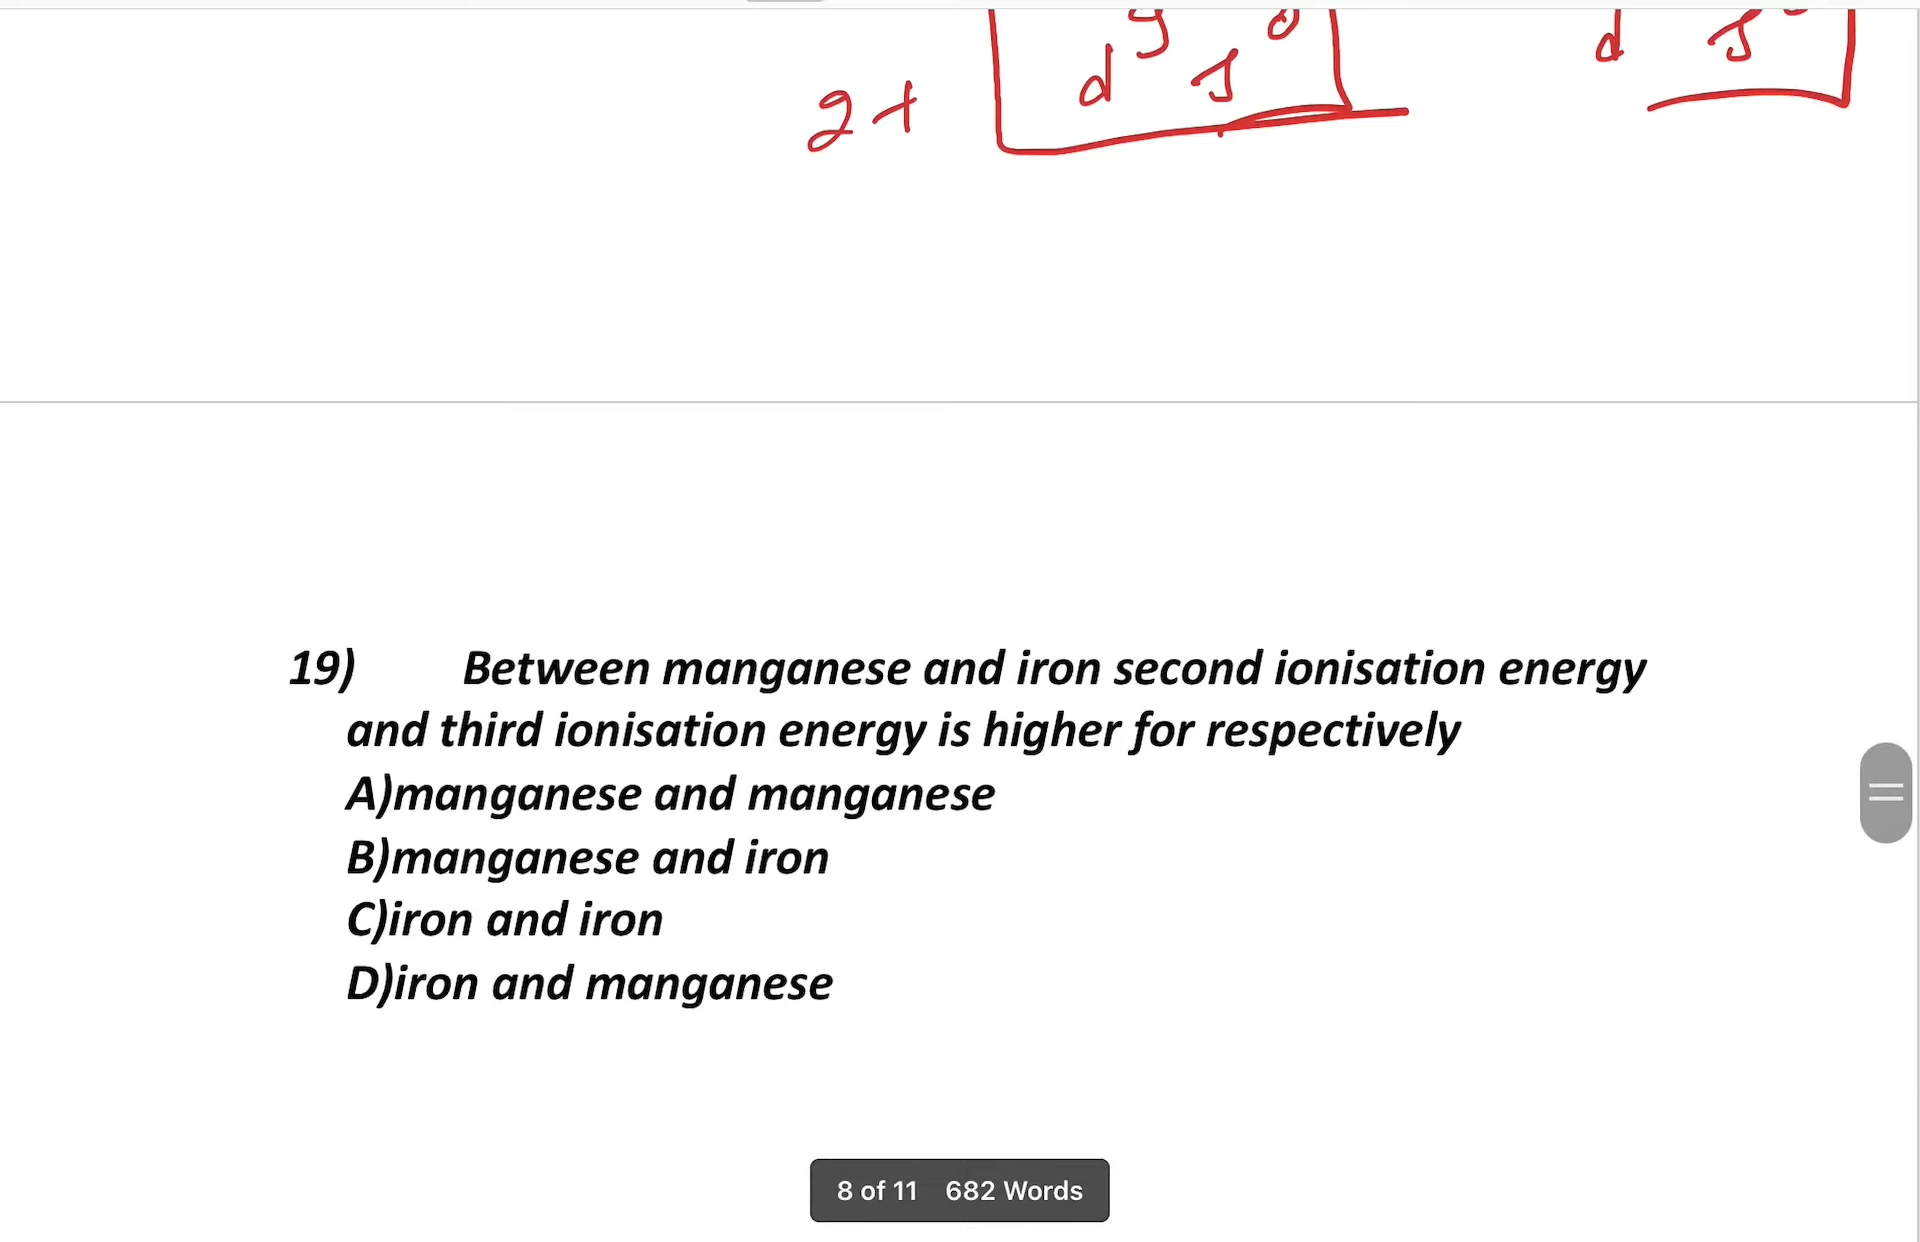 d s
d s
2+
19) Between manganese and iron second ionisation energy
and third ionisation energy is higher for respectively
A)manganese and manganese
B)manganese and iron
C)iron and iron
D)iron and manganese
8 of 11 682 Words